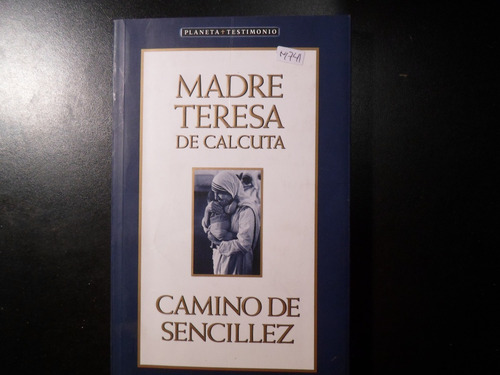 PLANETA + TESTIMONIO
MADRE
TERESA
DE CALCUTA
CAMINO DE
SENCILLEZ